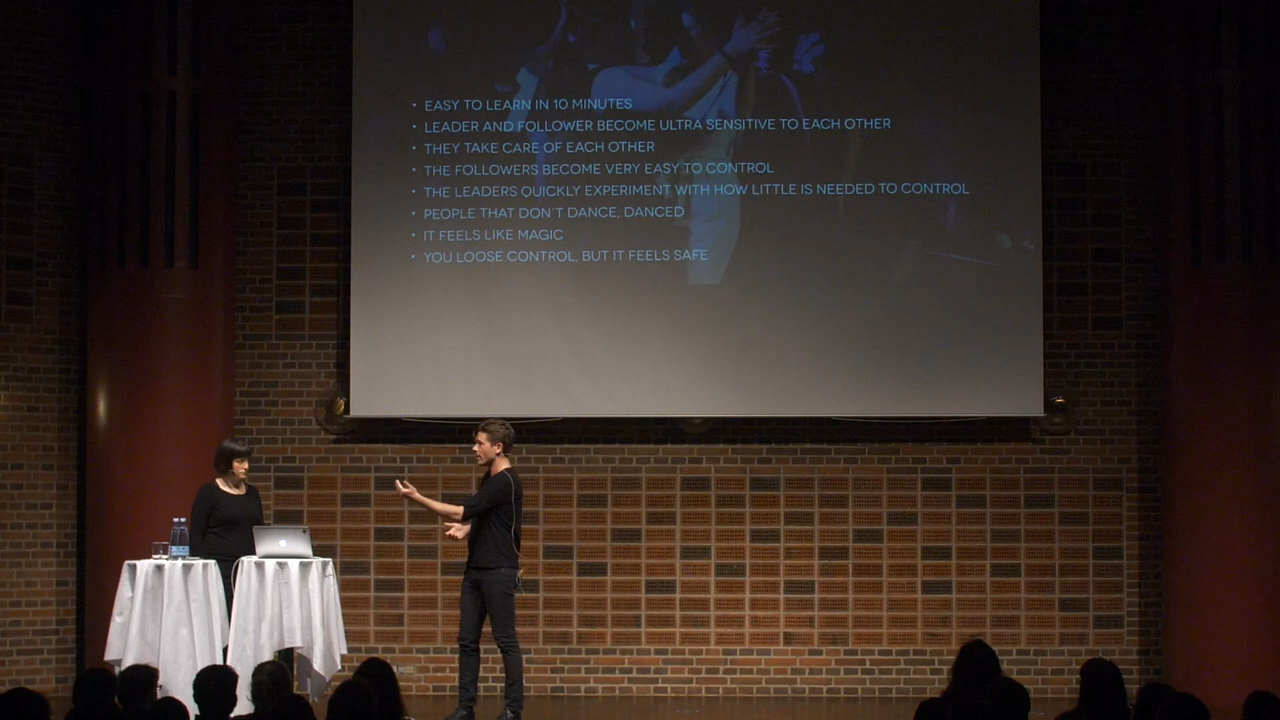 • EASY TO LEARN IN 10 MINUTES
• LEADER AND FOLLOWER BECOME ULTRA SENSITIVE TO EACH OTHER
• THEY TAKE CARE OF EACH OTHER
• THE FOLLOWERS BECOME VERY EASY TO CONTROL
• THE LEADERS QUICKLY EXPERIMENT WITH HOW LITTLE IS NEEDED TO CONTROL
• PEOPLE THAT DON'T DANCE, DANCED
• IT FEELS LIKE MAGIC
• YOU LOOSE CONTROL, BUT IT FEELS SAFE